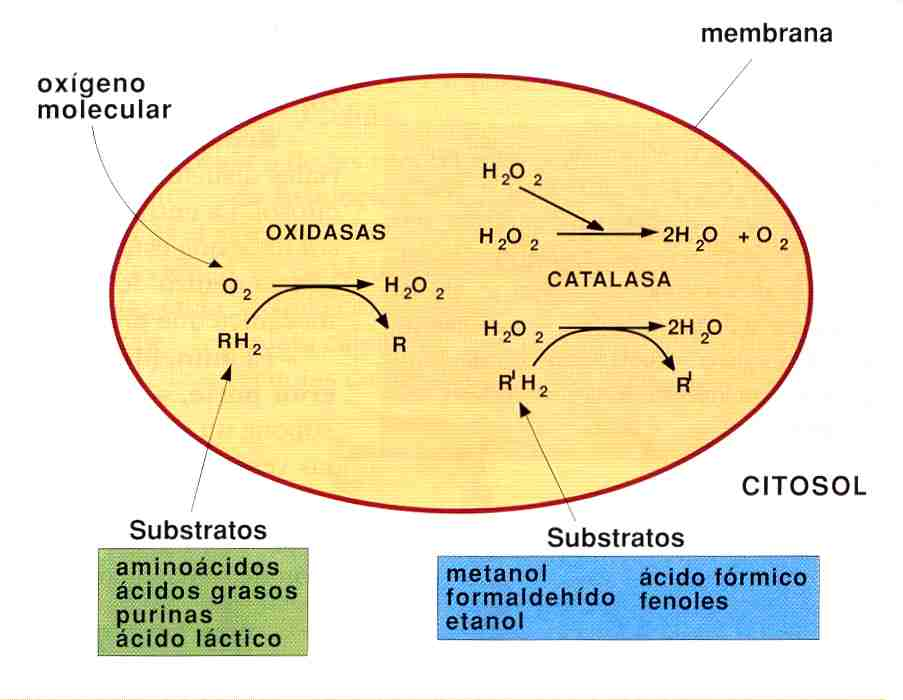 membrana
oxígeno
molecular
H2O2
OXIDASAS
H2O2 2H2O + O2
O2 H2O2
CATALASA
RH2 R
H2O2 2H2O
R'H2 R'
CITOSOL
Substratos
aminoácidos
ácidos grasos
purinas
ácido láctico
Substratos
metanol ácido fórmico
formaldehído fenoles
etanol